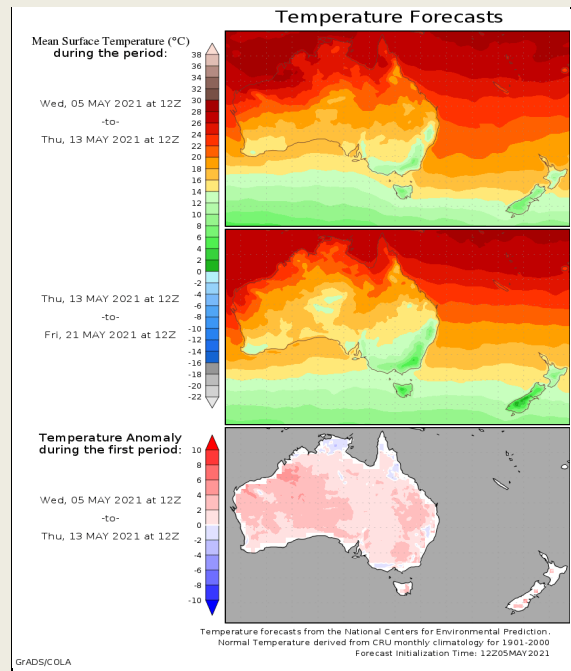 Temperature Forecasts
Mean Surface Temperature (°C)
during the period:
Wed, 05 MAY 2021 at 12Z
-to-
Thu, 13 MAY 2021 at 12Z
38
36
34
32
30
28
26
24
22
20
18
16
14
12
10
8
6
4
2
0
-2
-4
-6
-8
-10
-12
-14
-16
-18
-20
-22
Thu, 13 MAY 2021 at 12Z
-to-
Fri, 21 MAY 2021 at 12Z
Temperature Anomaly
during the first period:
Wed, 05 MAY 2021 at 12Z
-to-
Thu, 13 MAY 2021 at 12Z
10
8
6
4
2
0
-2
-4
-6
-8
-10
Temperature forecasts from the National Centers for Environmental Prediction.
Normal Temperature derived from CRU monthly climatology for 1901-2000
Forecast Initialization Time: 12Z05MAY2021
GrADS/COLA